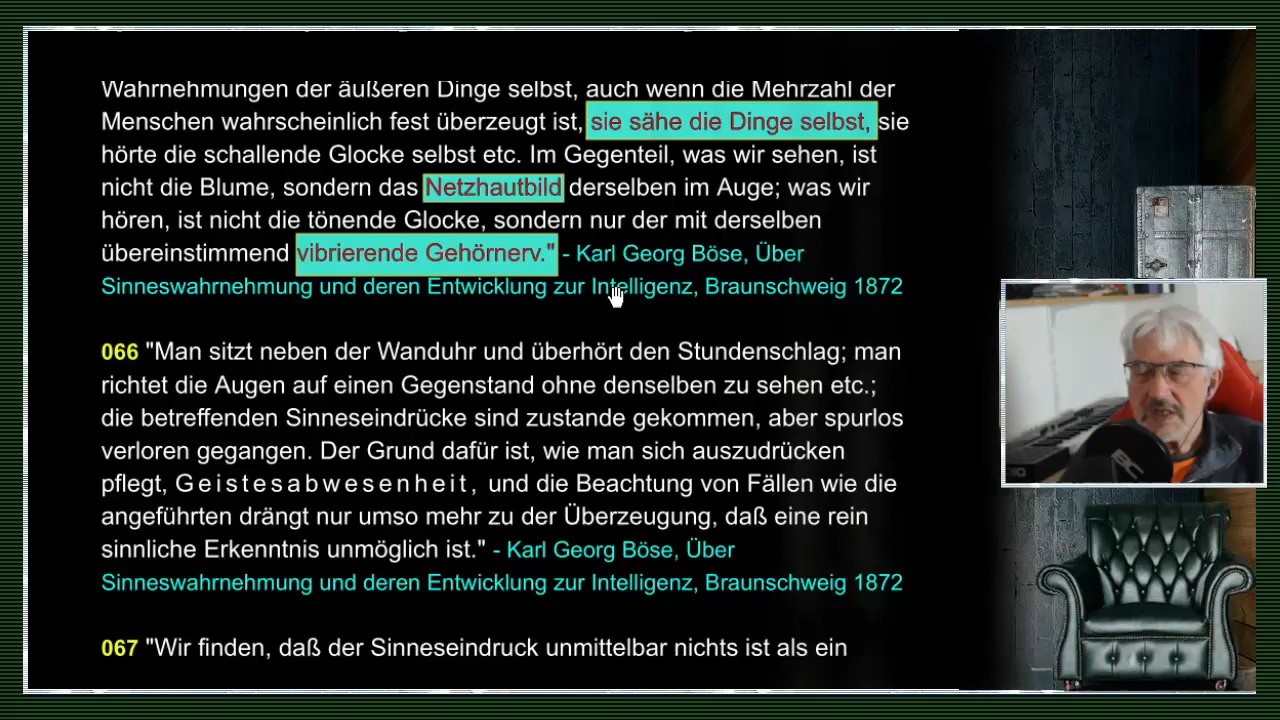 Wahrnehmungen der äußeren Dinge selbst, auch wenn die Mehrzahl der
Menschen wahrscheinlich fest überzeugt ist, sie sähe die Dinge selbst, sie
hörte die schallende Glocke selbst etc. Im Gegenteil, was wir sehen, ist
nicht die Blume, sondern das Netzhautbild derselben im Auge; was wir
hören, ist nicht die tönende Glocke, sondern nur der mit derselben
übereinstimmend vibrierende Gehörnerv." - Karl Georg Böse, Über
Sinneswahrnehmung und deren Entwicklung zur Intelligenz, Braunschweig 1872
066 "Man sitzt neben der Wanduhr und überhört den Stundenschlag; man
richtet die Augen auf einen Gegenstand ohne denselben zu sehen etc.;
die betreffenden Sinneseindrücke sind zustande gekommen, aber spurlos
verloren gegangen. Der Grund dafür ist, wie man sich auszudrücken
pflegt, Geistesabwesenheit, und die Beachtung von Fällen wie die
angeführten drängt nur umso mehr zu der Überzeugung, daß eine rein
sinnliche Erkenntnis unmöglich ist." - Karl Georg Böse, Über
Sinneswahrnehmung und deren Entwicklung zur Intelligenz, Braunschweig 1872
067 "Wir finden, daß der Sinneseindruck unmittelbar nichts ist als ein